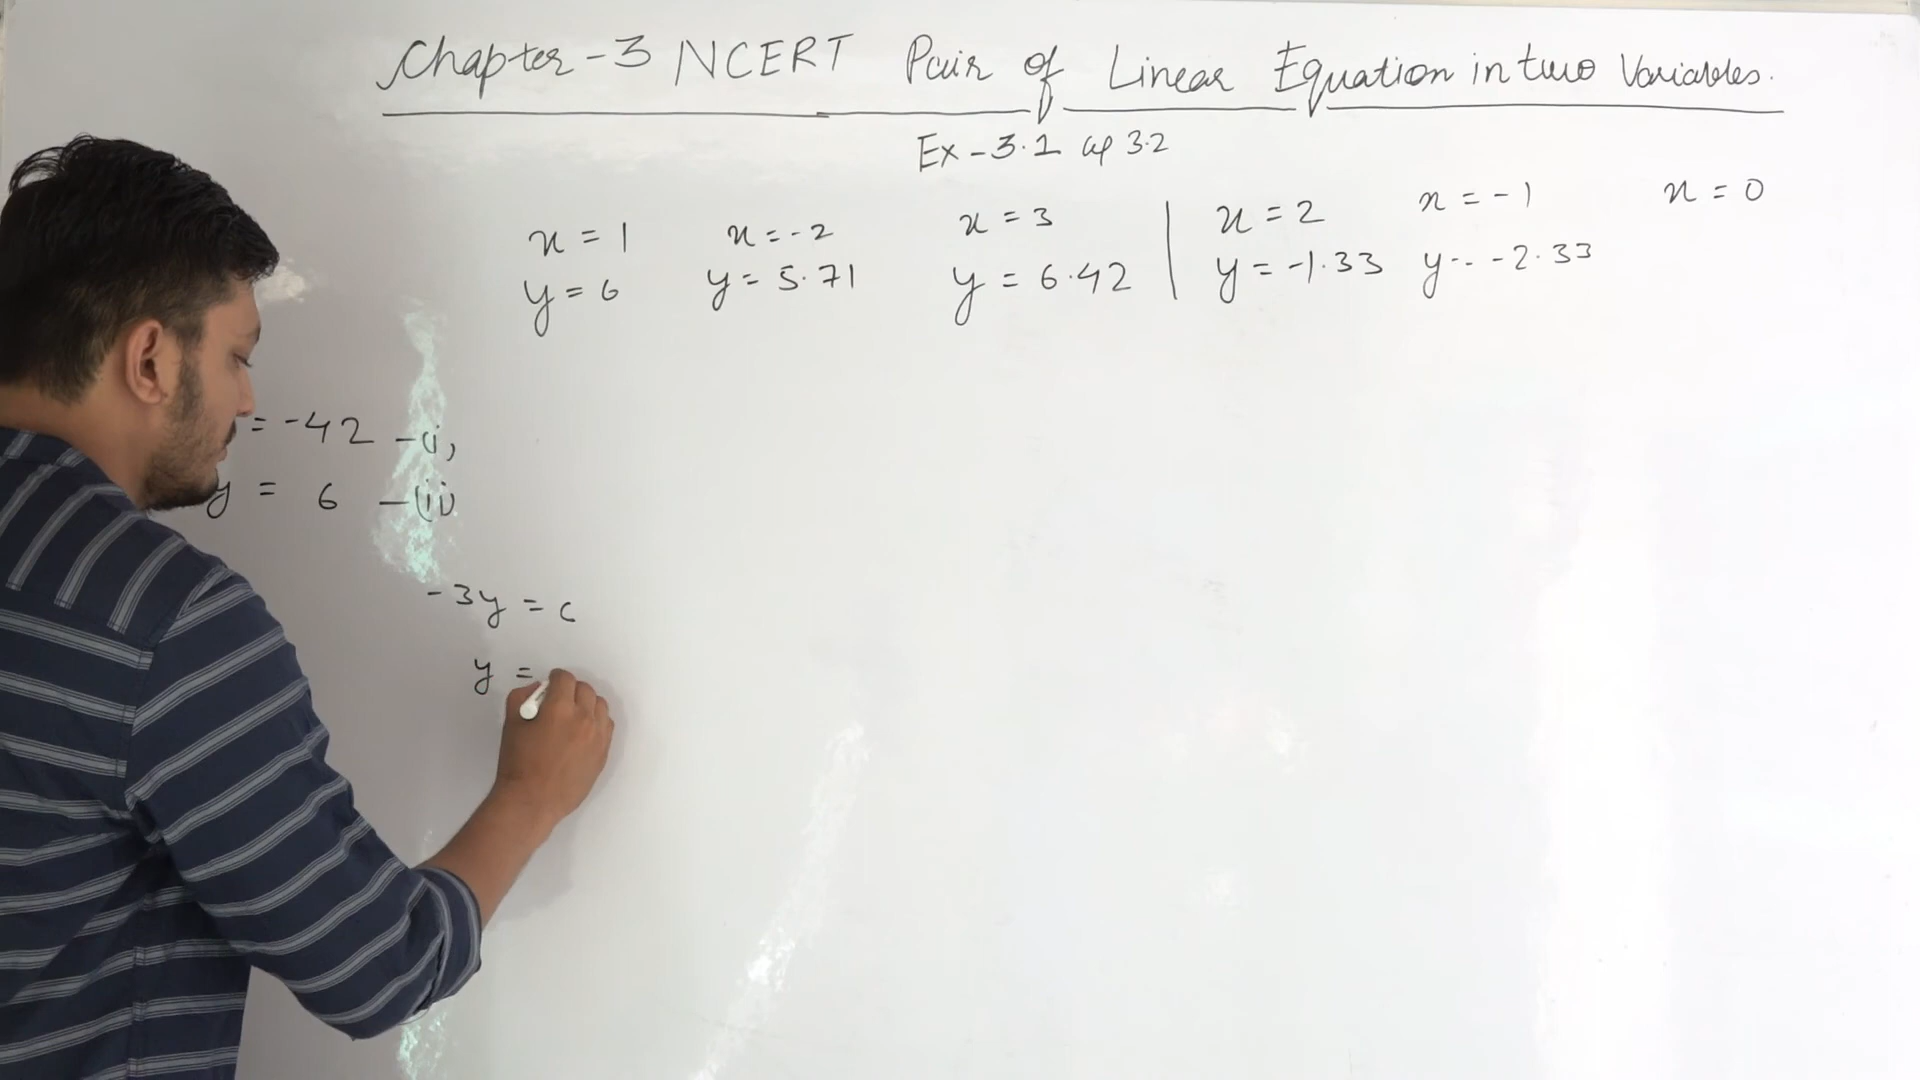 Chapter-3 NCERT Pair of Linear Equation in two Variables.
Ex-3.1 & 3.2
x = 1 x = -2 x = 3 x = 2 x = -1 x = 0
y = 6 y = 5.71 y = 6.42 y = -1.33 y -- -2.33
= -42 -(i)
y = 6 -(ii)
-3y = 6
y =